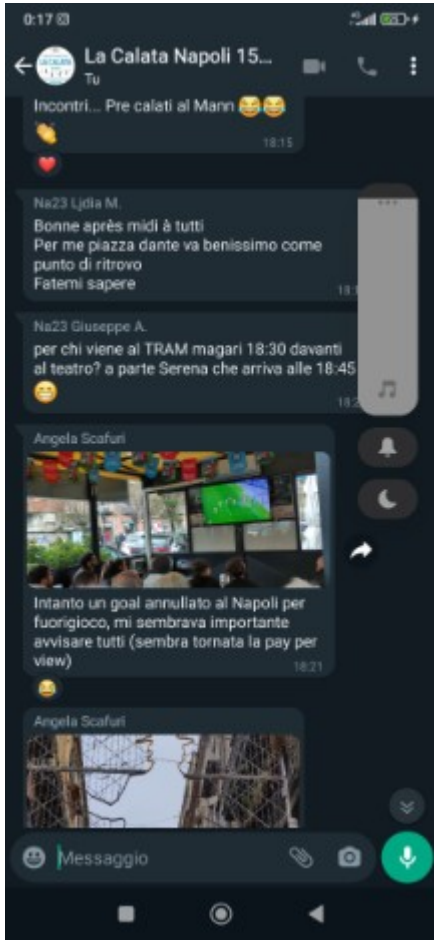 0:17
La Calata Napoli 15...
Tu
Incontri... Pre calati al Mann 😂😂
👏
18:15
❤️
Na23 Ljdia M.
Bonne après midi à tutti
Per me piazza dante va benissimo come
punto di ritrovo
Fatemi sapere
Na23 Giuseppe A.
per chi viene al TRAM magari 18:30 davanti
al teatro? a parte Serena che arriva alle 18:45
😁
Angela Scafuri
Intanto un goal annullato al Napoli per
fuorigioco, mi sembrava importante
avvisare tutti (sembra tornata la pay per
view)
18:21
😂
Angela Scafuri
Messaggio